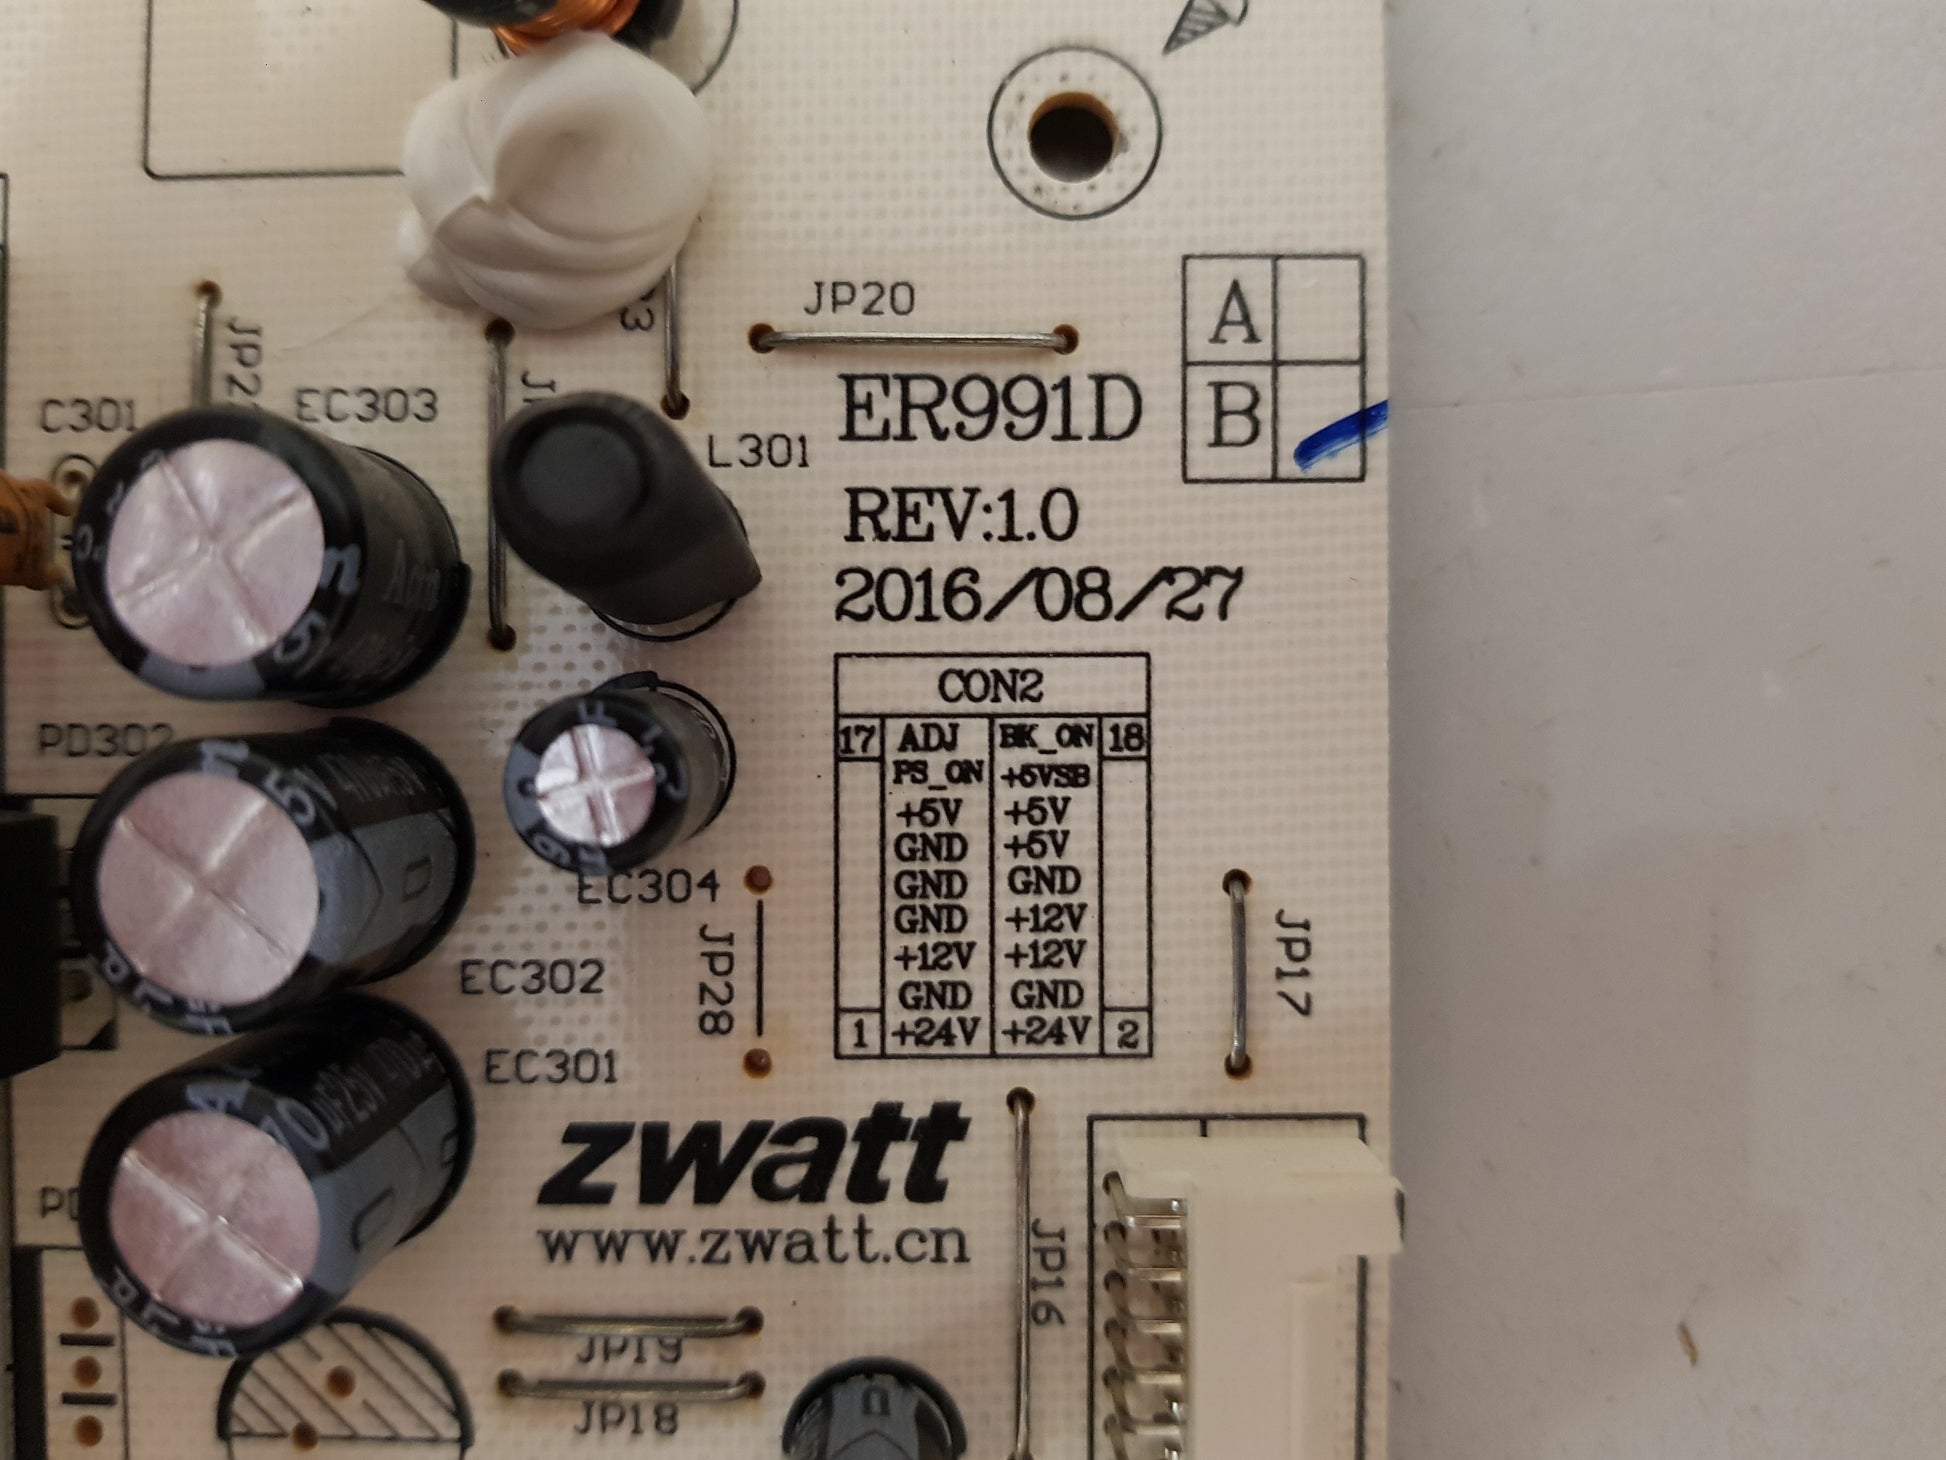 JP20
A
B
C301
EC303
L301
ER991D
REV:1.0
2016/08/27
CON2
17 ADJ BK_ON 18
PS_ON +5VSB
+5V +5V
GND +5V
GND GND
GND +12V
+12V +12V
GND GND
1 +24V +24V 2
PD302
EC304
JP28
JP17
EC302
EC301
zwatt
www.zwatt.cn
JP16
JP19
JP18